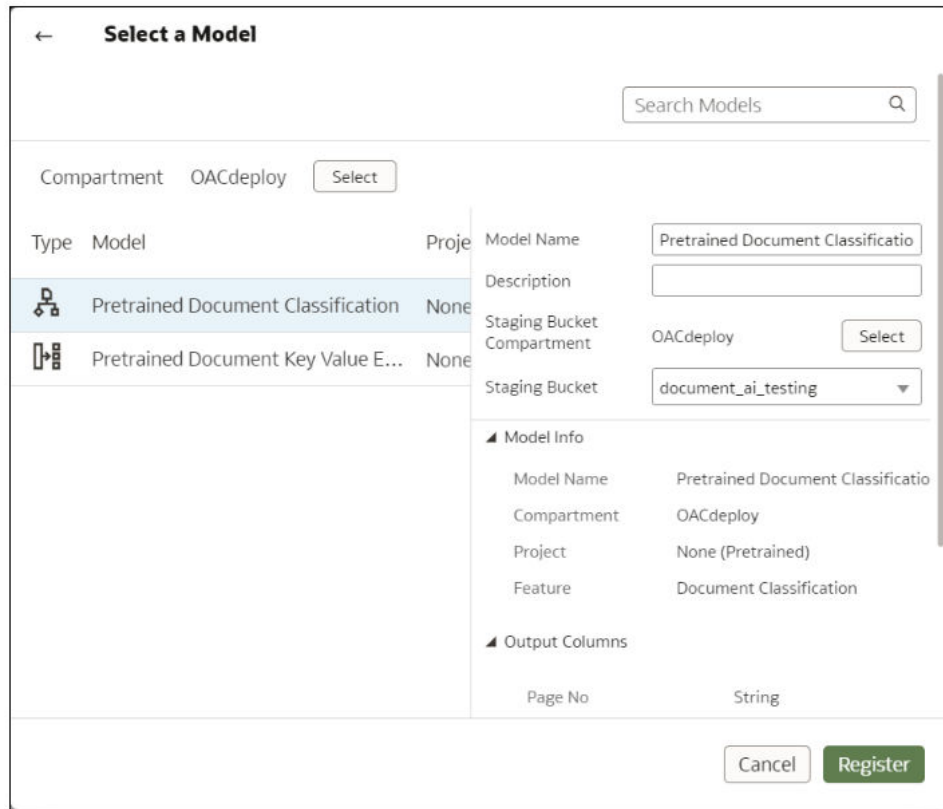 ← Select a Model
Search Models
Compartment OACdeploy Select
Type Model Proje
Pretrained Document Classification None
Pretrained Document Key Value E... None
Model Name Pretrained Document Classificatio
Description
Staging Bucket
Compartment OACdeploy Select
Staging Bucket document_ai_testing
Model Info
Model Name Pretrained Document Classificatio
Compartment OACdeploy
Project None (Pretrained)
Feature Document Classification
Output Columns
Page No String
Cancel Register